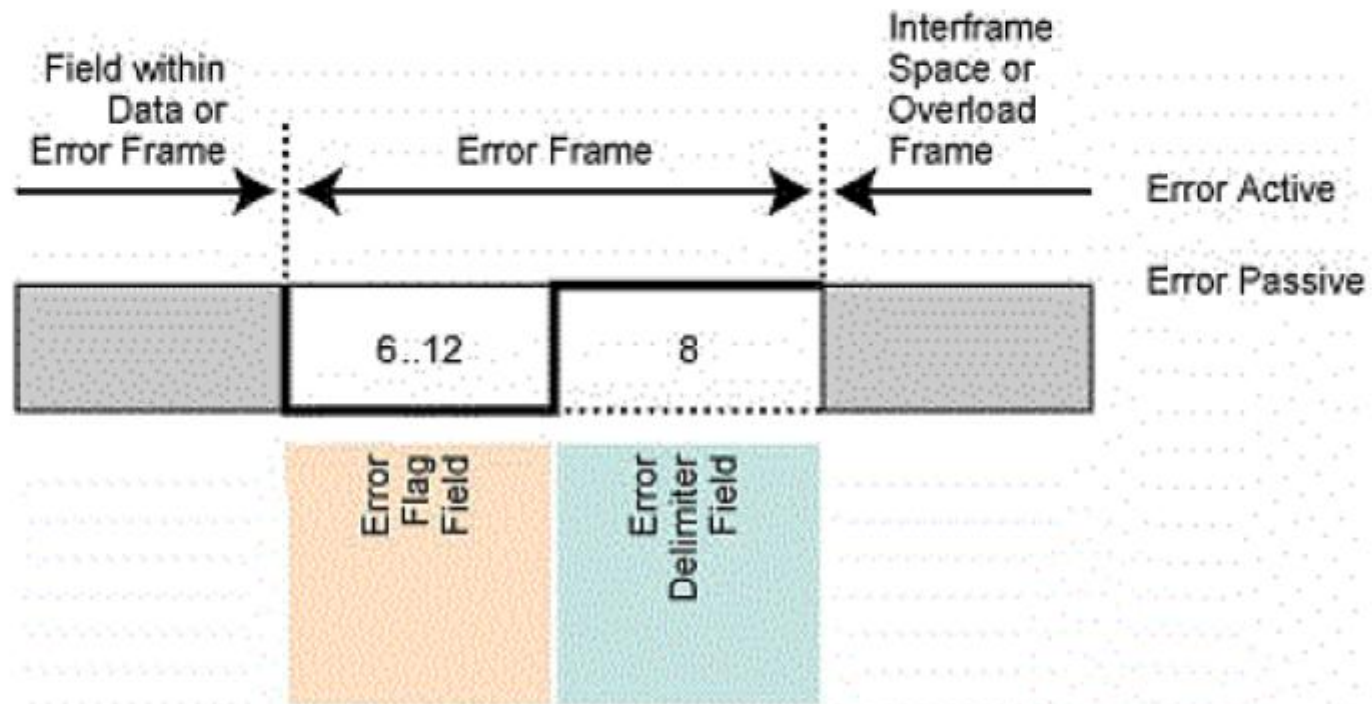 Field within
Data or
Error Frame
Error Frame
Interframe
Space or
Overload
Frame
Error Active
Error Passive
6..12
8
Error
Flag
Field
Error
Delimiter
Field